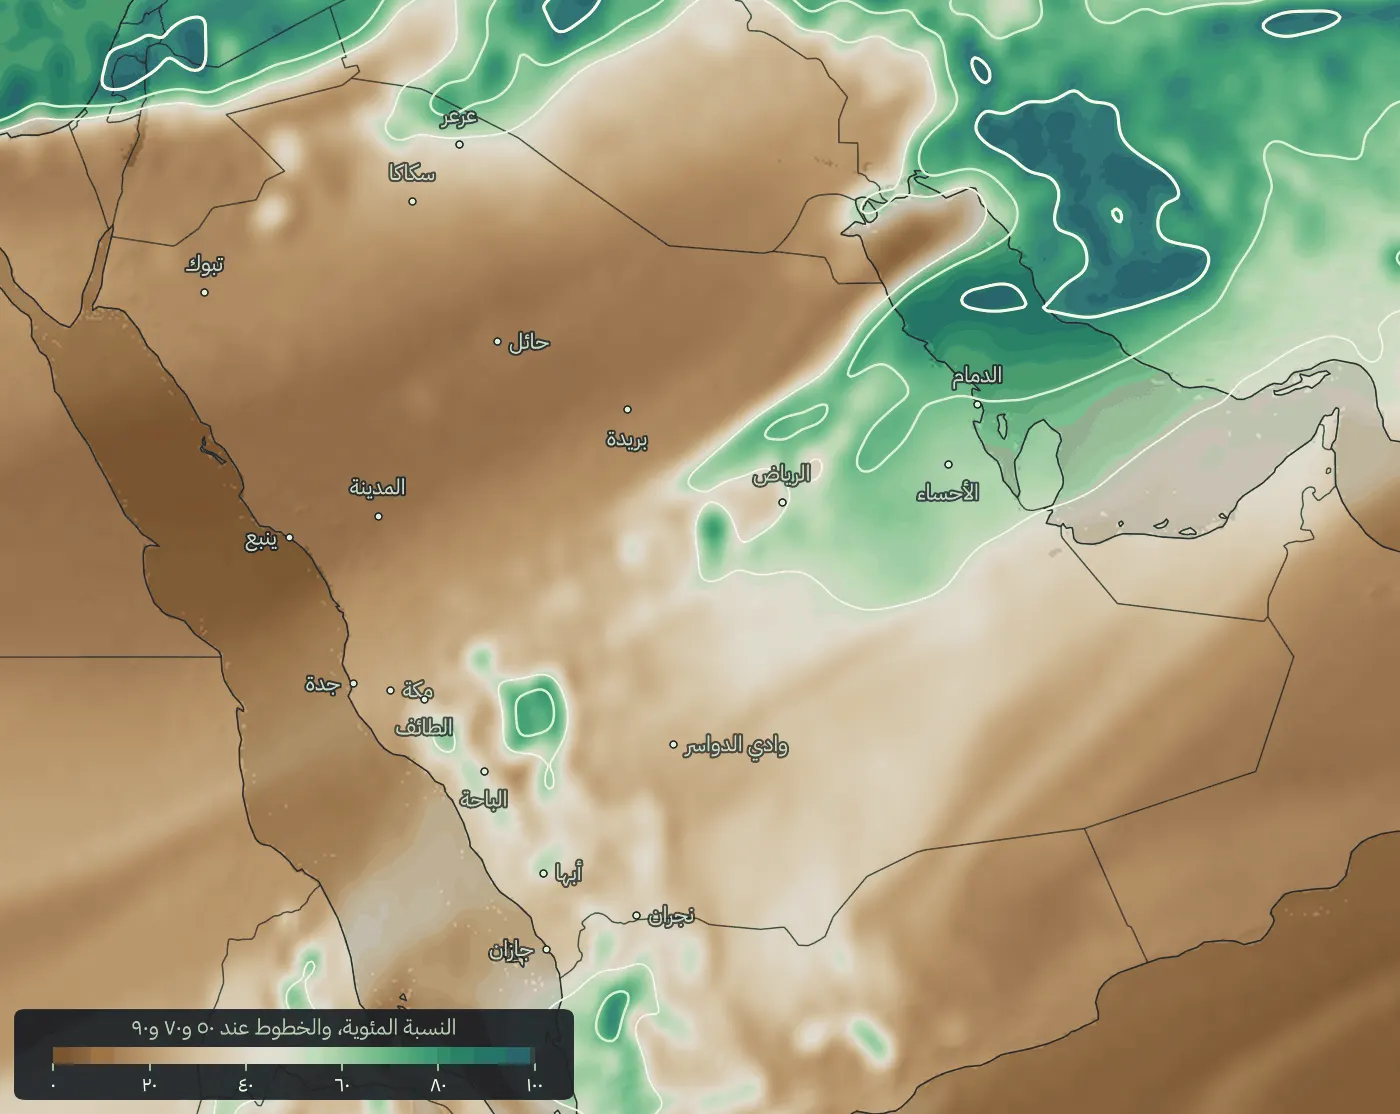 عرعر
سكاكا
تبوك
حائل
الدمام
بريدة
الرياض
الأحساء
المدينة
ينبع
جدة
مكة
الطائف
وادي الدواسر
الباحة
أبها
نجران
جازان
النسبة المئوية، والخطوط عند ٥٠ و٧٠ و٩٠
٠ ٢٠ ٤٠ ٦٠ ٨٠ ١٠٠